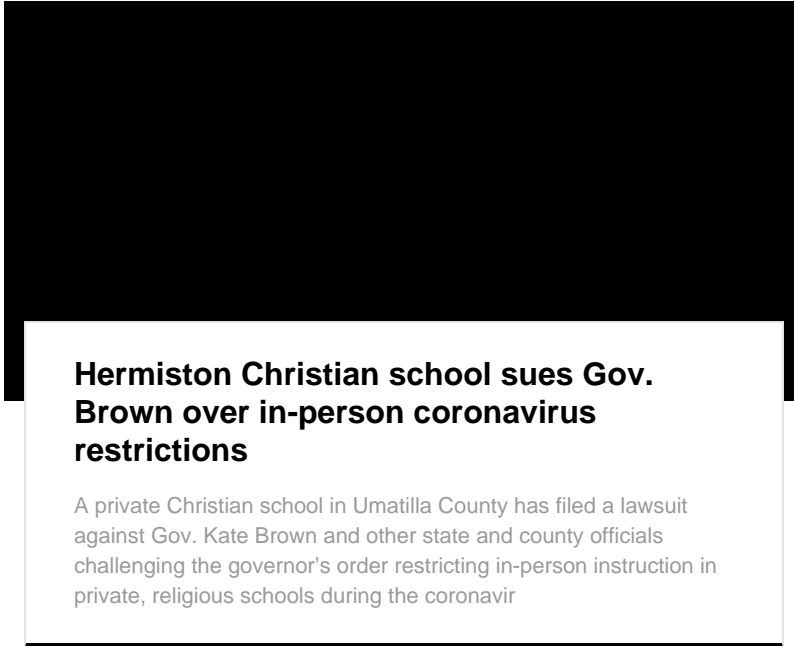 Hermiston Christian school sues Gov.
Brown over in-person coronavirus
restrictions
A private Christian school in Umatilla County has filed a lawsuit
against Gov. Kate Brown and other state and county officials
challenging the governor’s order restricting in-person instruction in
private, religious schools during the coronavir